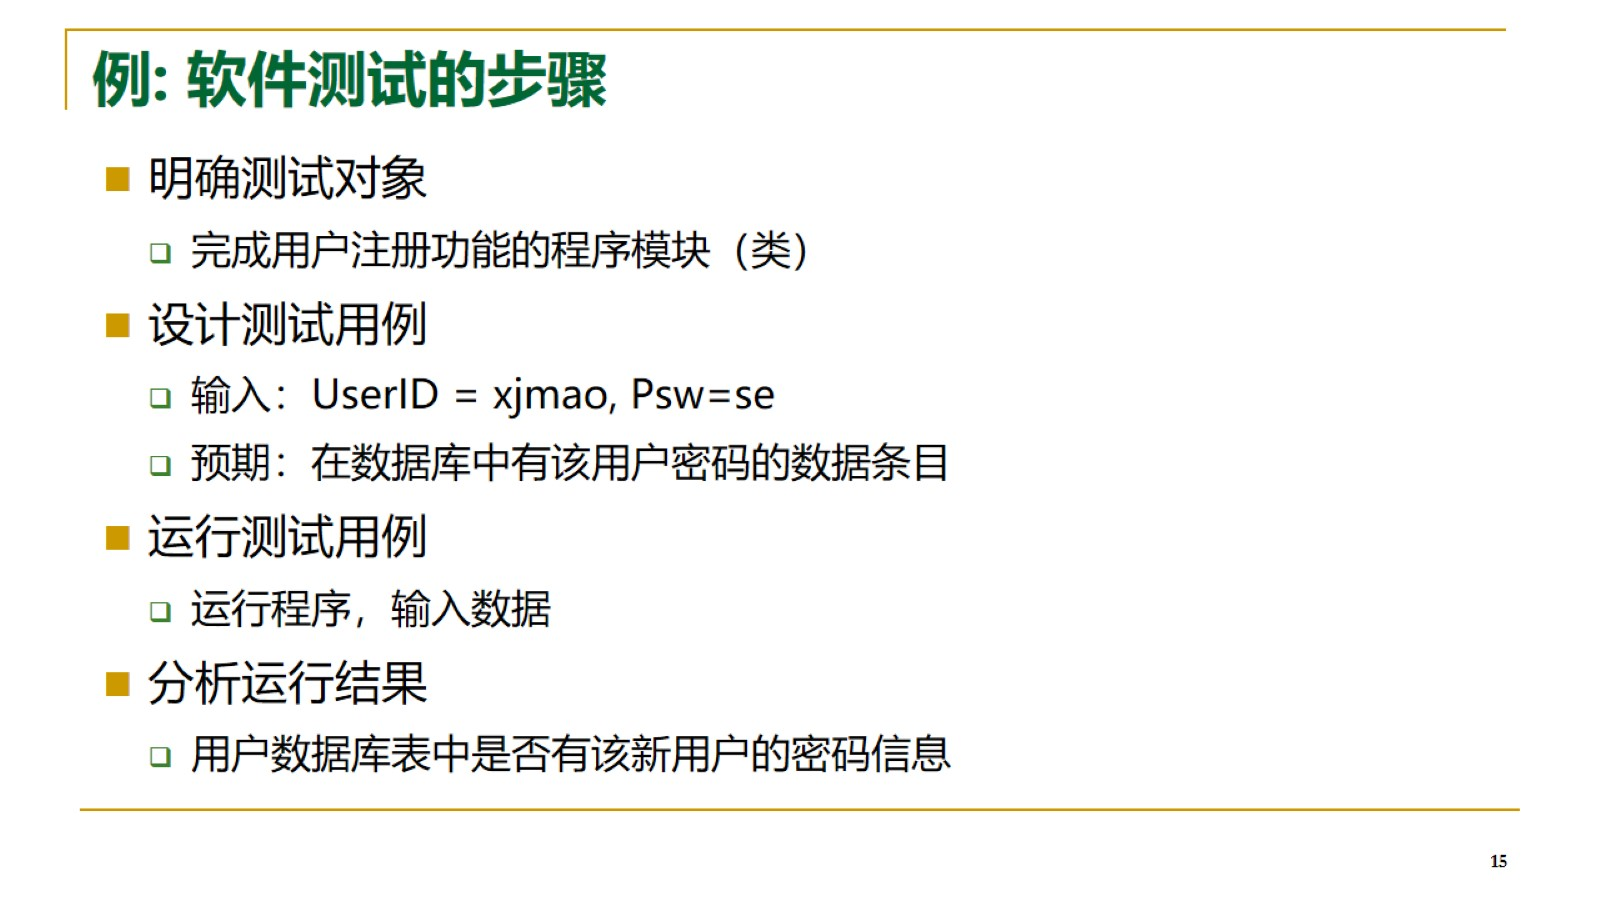 例: 软件测试的步骤
明确测试对象
完成用户注册功能的程序模块（类）
设计测试用例
输入：UserID = xjmao, Psw=se
预期：在数据库中有该用户密码的数据条目
运行测试用例
运行程序，输入数据
分析运行结果
用户数据库表中是否有该新用户的密码信息
15